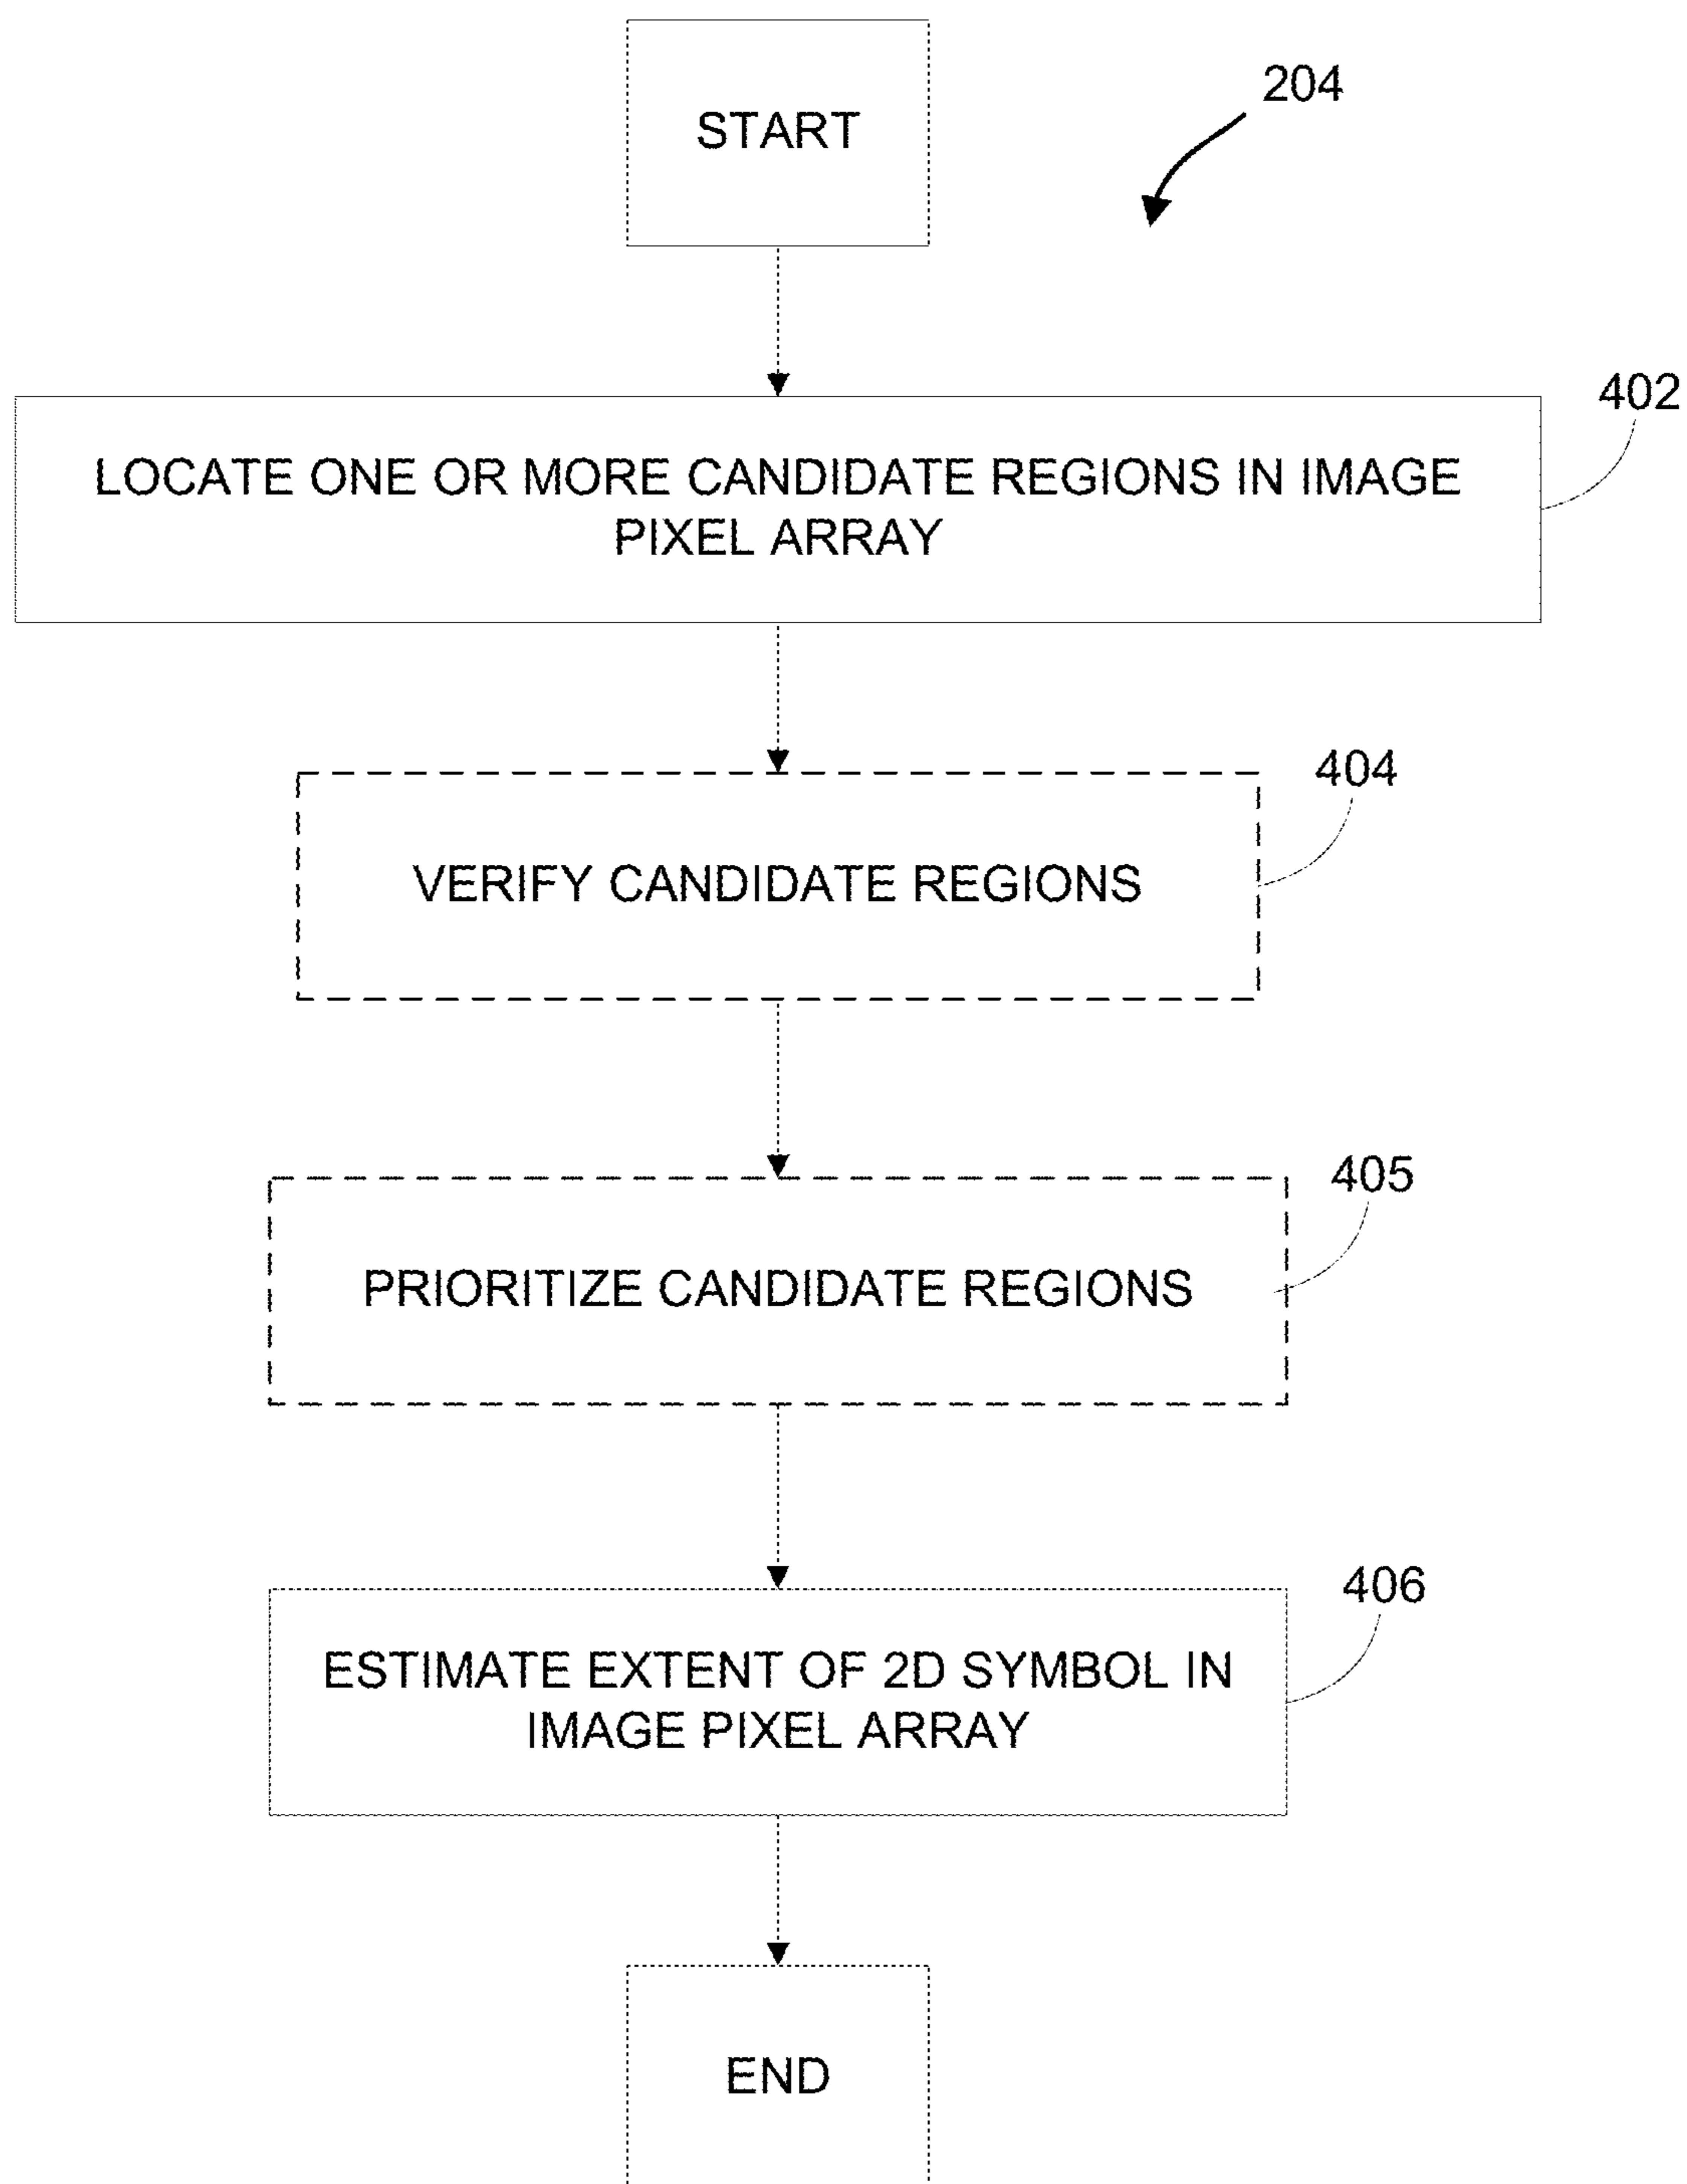 START
204
402
LOCATE ONE OR MORE CANDIDATE REGIONS IN IMAGE
PIXEL ARRAY
404
VERIFY CANDIDATE REGIONS
405
PRIORITIZE CANDIDATE REGIONS
406
ESTIMATE EXTENT OF 2D SYMBOL IN
IMAGE PIXEL ARRAY
END